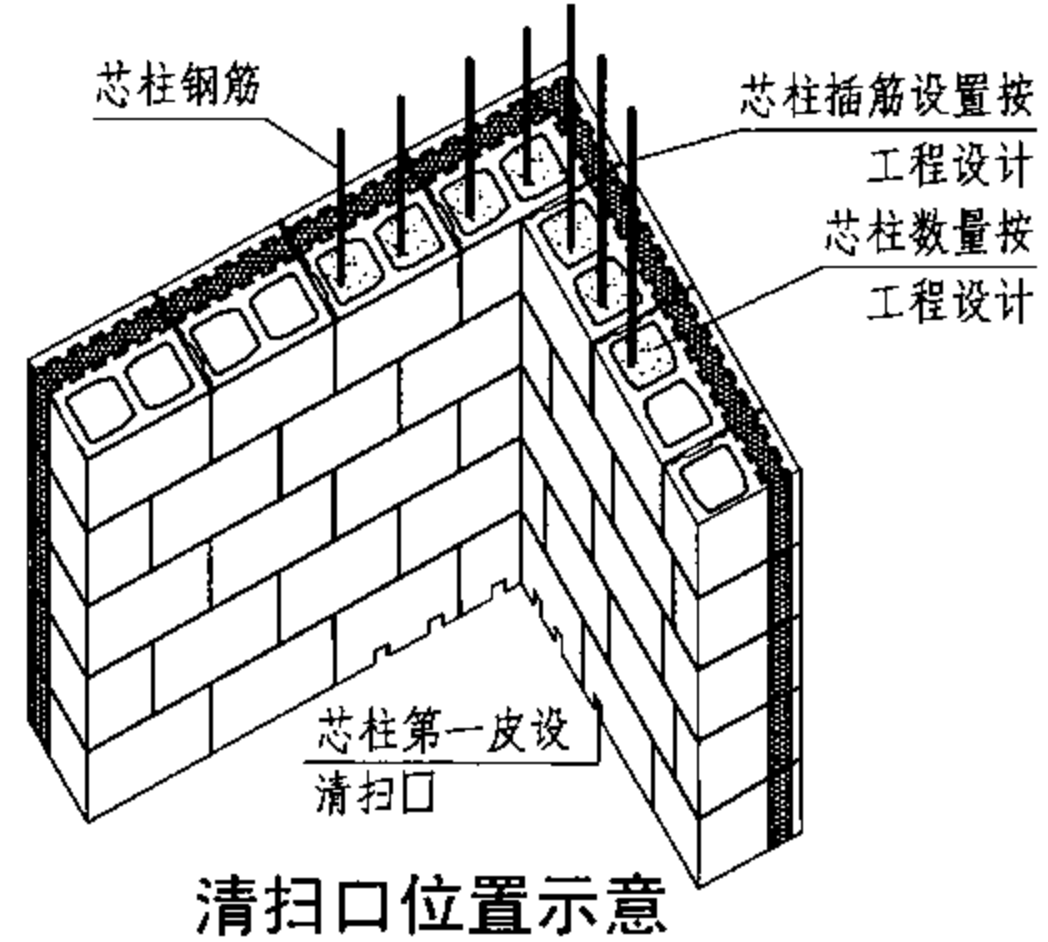 芯柱钢筋
芯柱插筋设置按
工程设计
芯柱数量按
工程设计
芯柱第一皮设
清扫口
清扫口位置示意